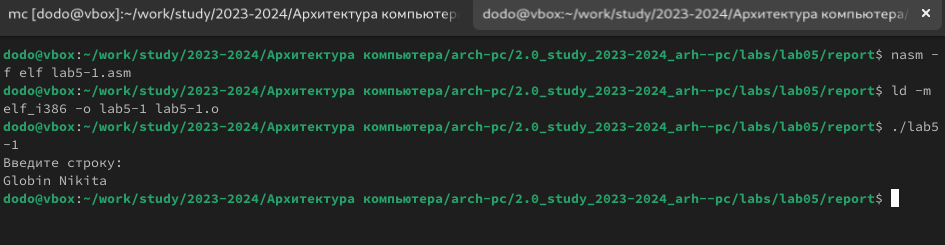 mc [dodo@vbox]:~/work/study/2023-2024/Архитектура компьютер
dodo@vbox:~/work/study/2023-2024/Архитектура компьютера/
dodo@vbox:~/work/study/2023-2024/Архитектура компьютера/arch-pc/2.0_study_2023-2024_arh--pc/labs/lab05/report$ nasm -
f elf lab5-1.asm
dodo@vbox:~/work/study/2023-2024/Архитектура компьютера/arch-pc/2.0_study_2023-2024_arh--pc/labs/lab05/report$ ld -m
elf_i386 -o lab5-1 lab5-1.o
dodo@vbox:~/work/study/2023-2024/Архитектура компьютера/arch-pc/2.0_study_2023-2024_arh--pc/labs/lab05/report$ ./lab5
-1
Введите строку:
Globin Nikita
dodo@vbox:~/work/study/2023-2024/Архитектура компьютера/arch-pc/2.0_study_2023-2024_arh--pc/labs/lab05/report$